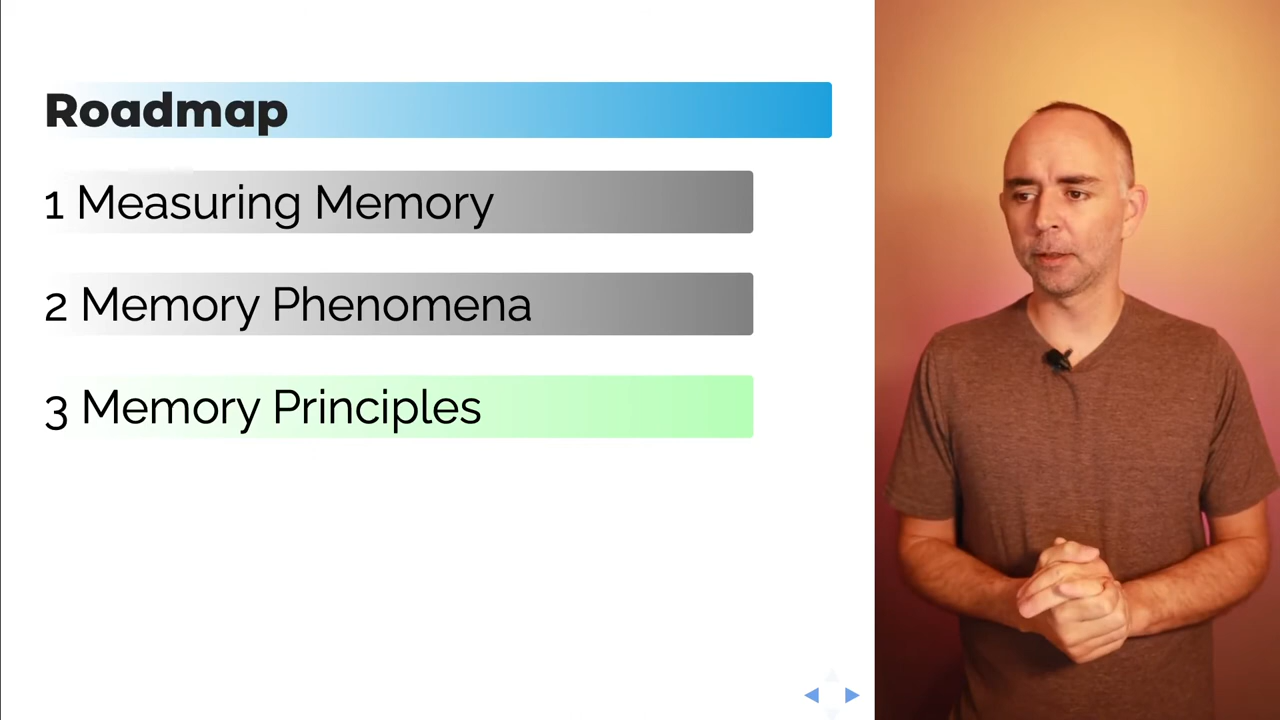 Roadmap
1 Measuring Memory
2 Memory Phenomena
3 Memory Principles